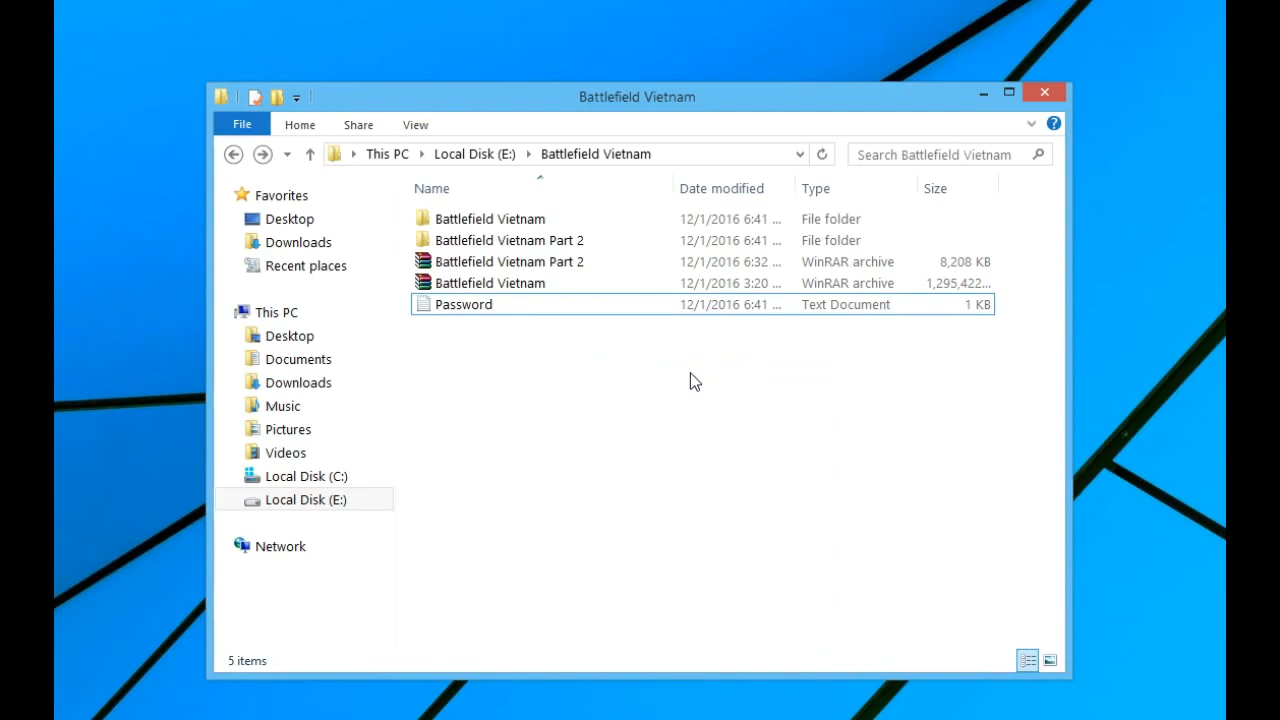 Battlefield Vietnam
File Home Share View
This PC Local Disk (E:) Battlefield Vietnam Search Battlefield Vietnam
Name Date modified Type Size
Favorites
Desktop
Downloads
Recent places
This PC
Desktop
Documents
Downloads
Music
Pictures
Videos
Local Disk (C:)
Local Disk (E:)
Network
Battlefield Vietnam 12/1/2016 6:41 ... File folder
Battlefield Vietnam Part 2 12/1/2016 6:41 ... File folder
Battlefield Vietnam Part 2 12/1/2016 6:32 ... WinRAR archive 8,208 KB
Battlefield Vietnam 12/1/2016 3:20 ... WinRAR archive 1,295,422...
Password 12/1/2016 6:41 ... Text Document 1 KB
5 items